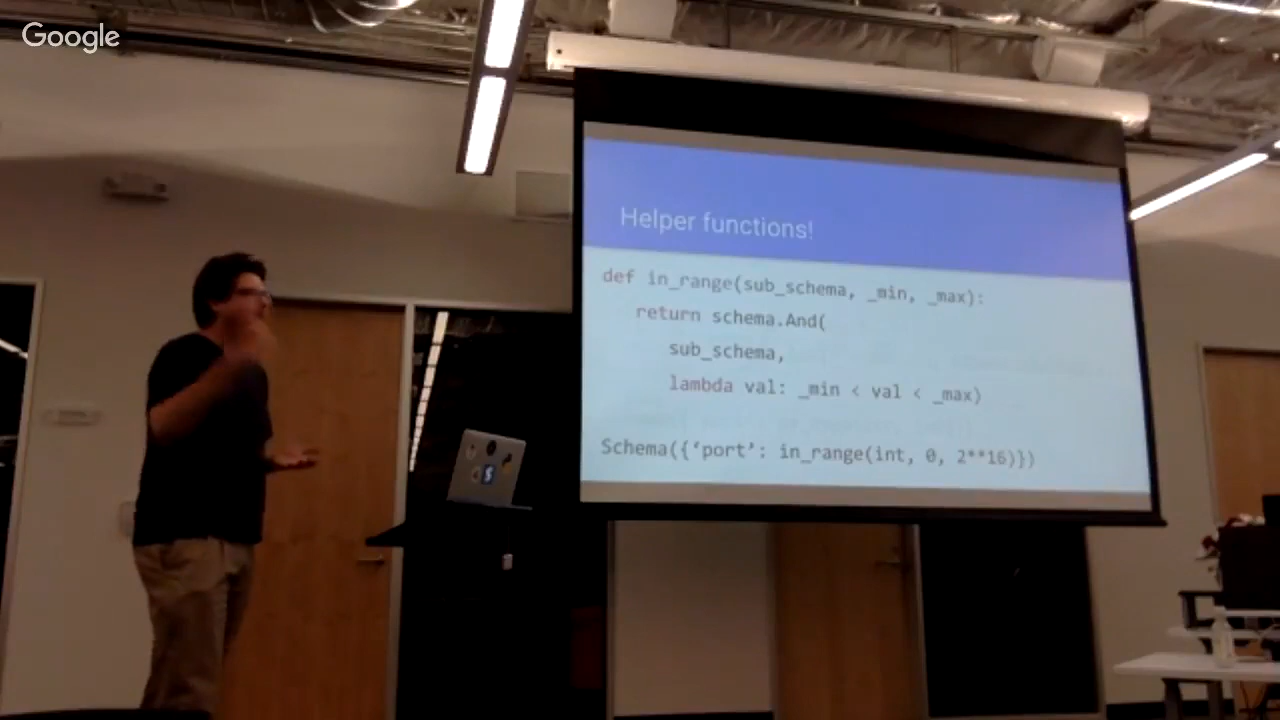 Google
Helper functions!
def in_range(sub_schema, _min, _max):
return schema.And(
sub_schema,
lambda val: _min < val < _max)
Schema({‘port’: in_range(int, 0, 2**16)})